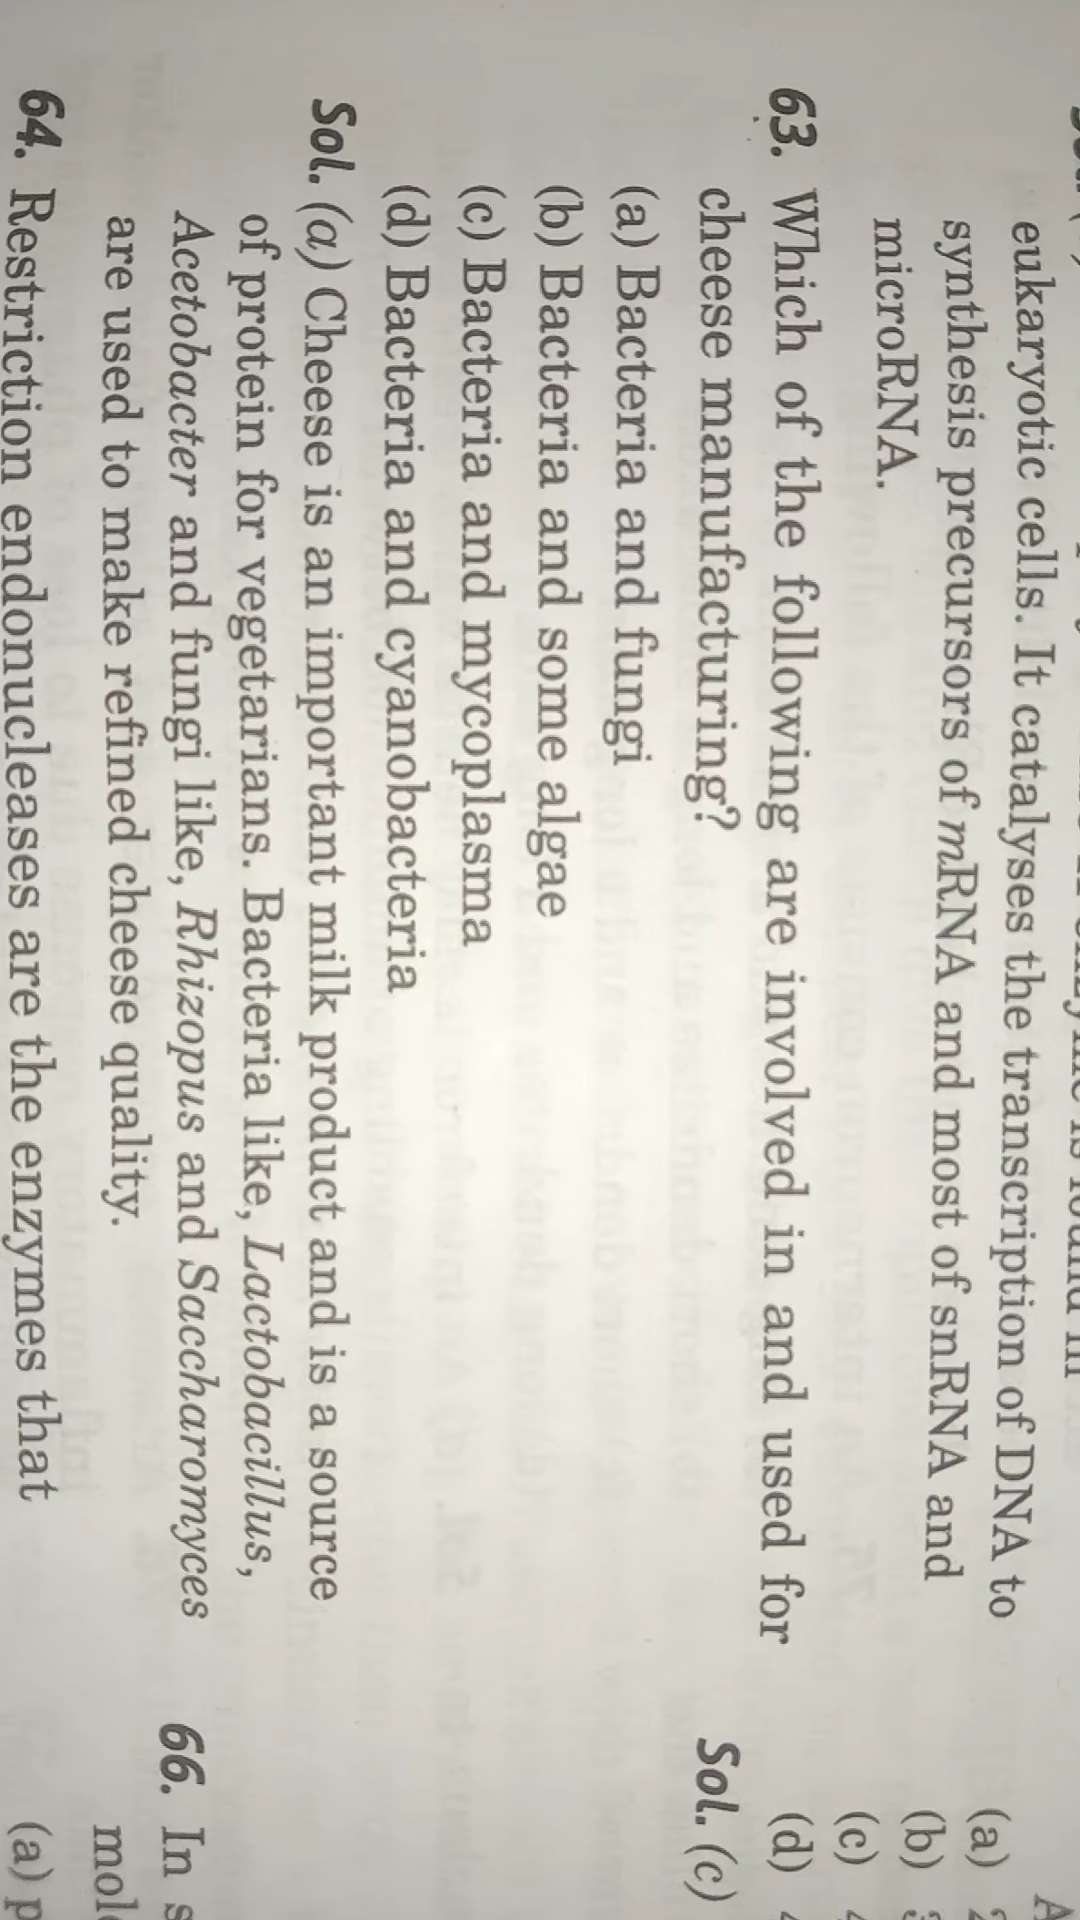 eukaryotic cells. It catalyses the transcription of DNA to
synthesis precursors of mRNA and most of snRNA and
microRNA.
63. Which of the following are involved in and used for
cheese manufacturing?
(a) Bacteria and fungi
(b) Bacteria and some algae
(c) Bacteria and mycoplasma
(d) Bacteria and cyanobacteria
Sol. (a) Cheese is an important milk product and is a source
of protein for vegetarians. Bacteria like, Lactobacillus,
Acetobacter and fungi like, Rhizopus and Saccharomyces
are used to make refined cheese quality.
64. Restriction endonucleases are the enzymes that
(a)
(b)
(c)
(d)
Sol. (c)
66. In
(a)